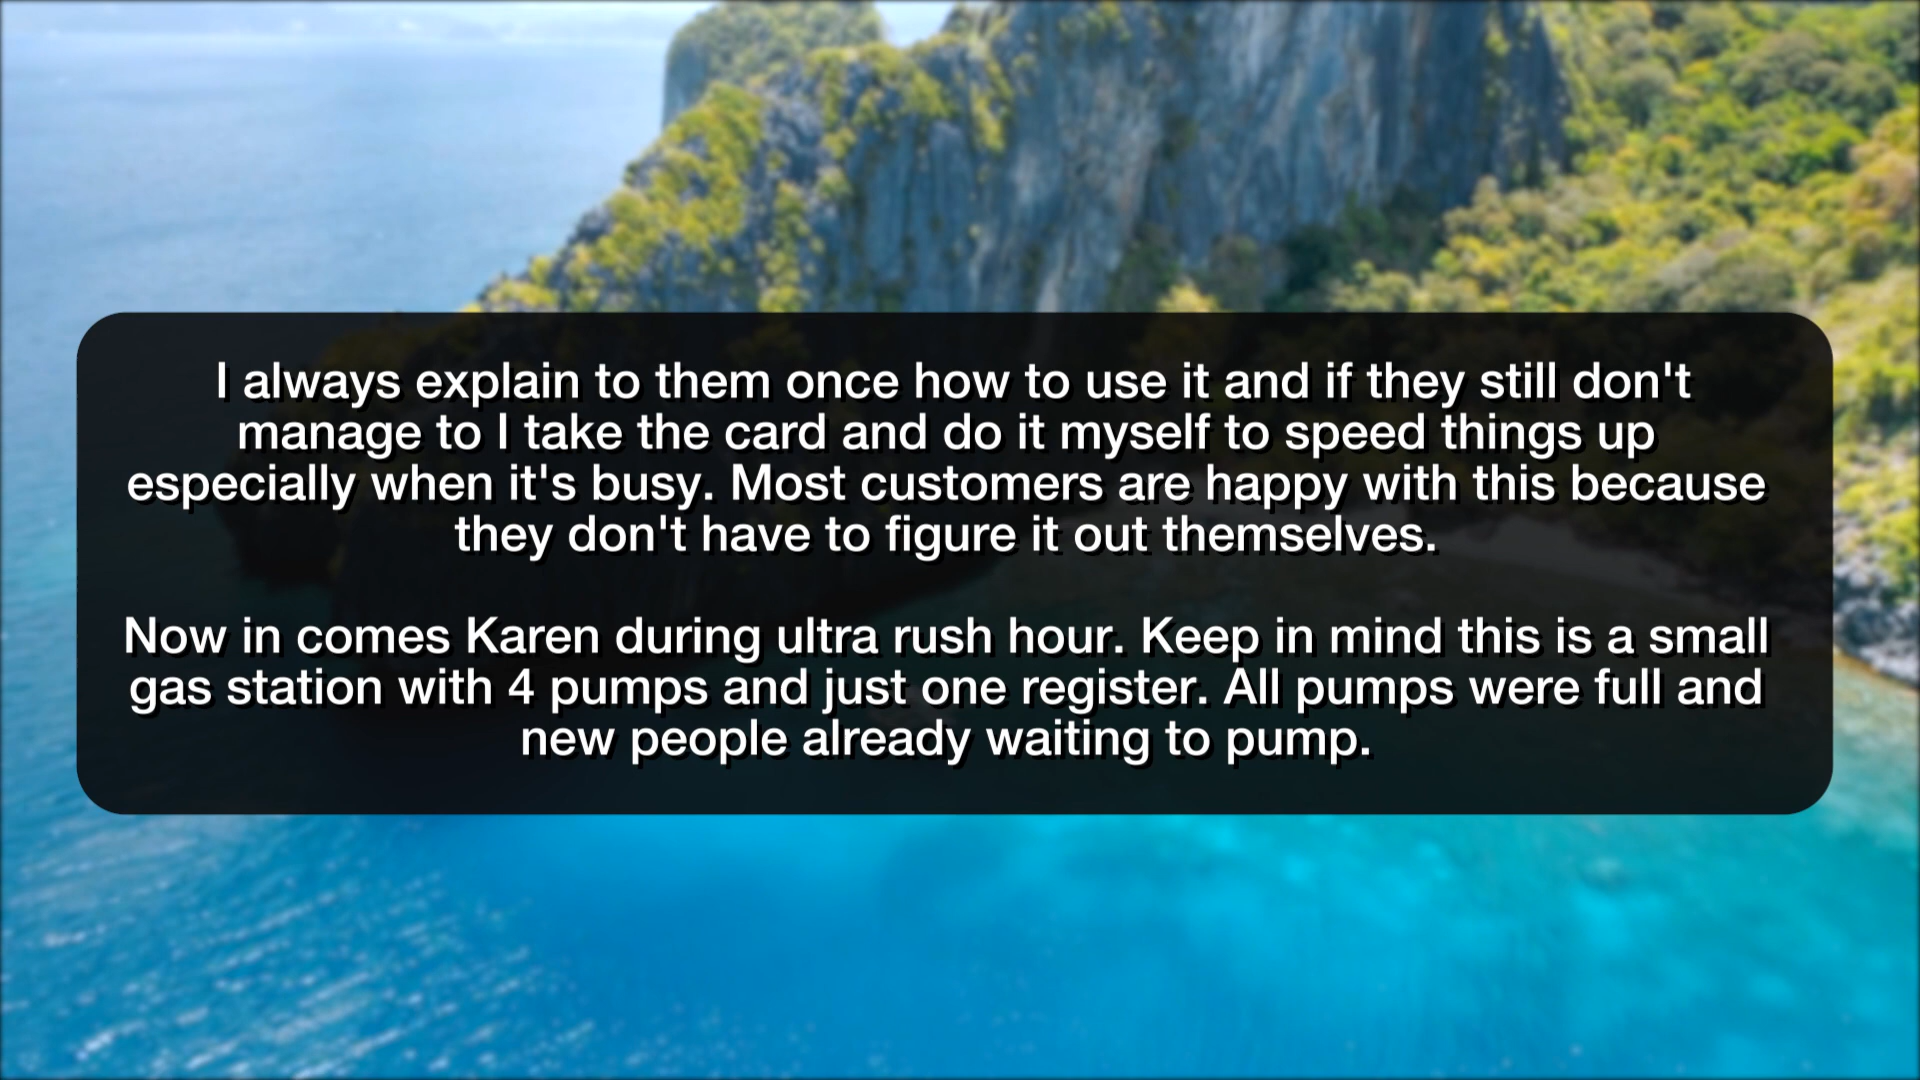 I always explain to them once how to use it and if they still don't
manage to I take the card and do it myself to speed things up
especially when it's busy. Most customers are happy with this because
they don't have to figure it out themselves.
Now in comes Karen during ultra rush hour. Keep in mind this is a small
gas station with 4 pumps and just one register. All pumps were full and
new people already waiting to pump.